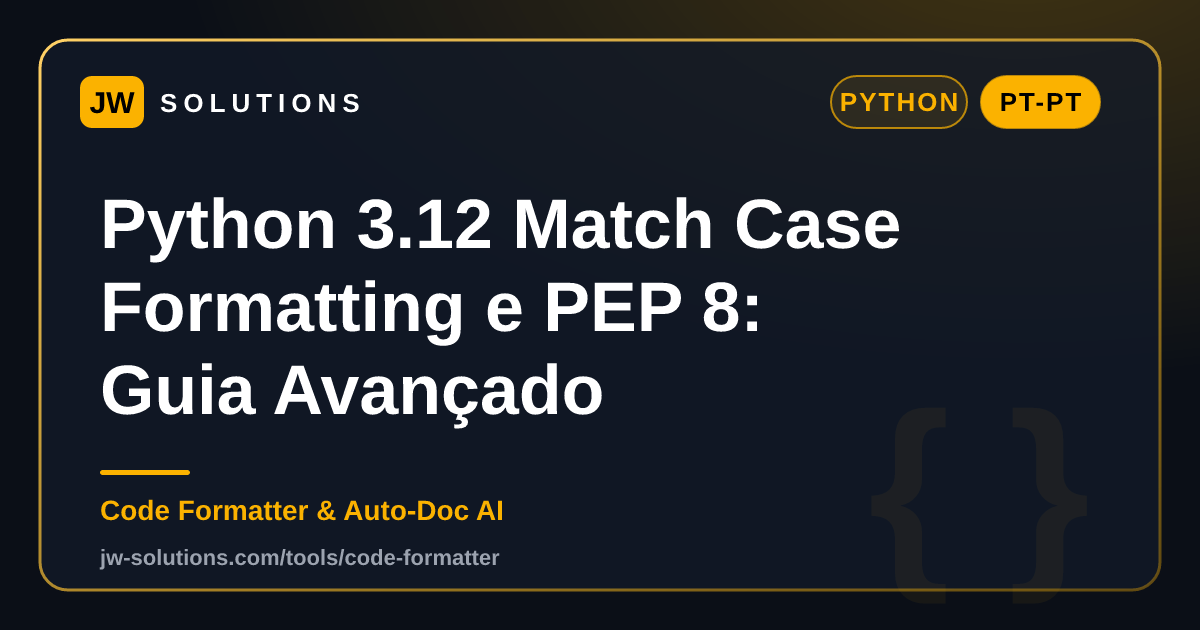 JW SOLUTIONS PYTHON PT-PT
Python 3.12 Match Case
Formatting e PEP 8:
Guia Avançado
{ }
Code Formatter & Auto-Doc AI
jw-solutions.com/tools/code-formatter